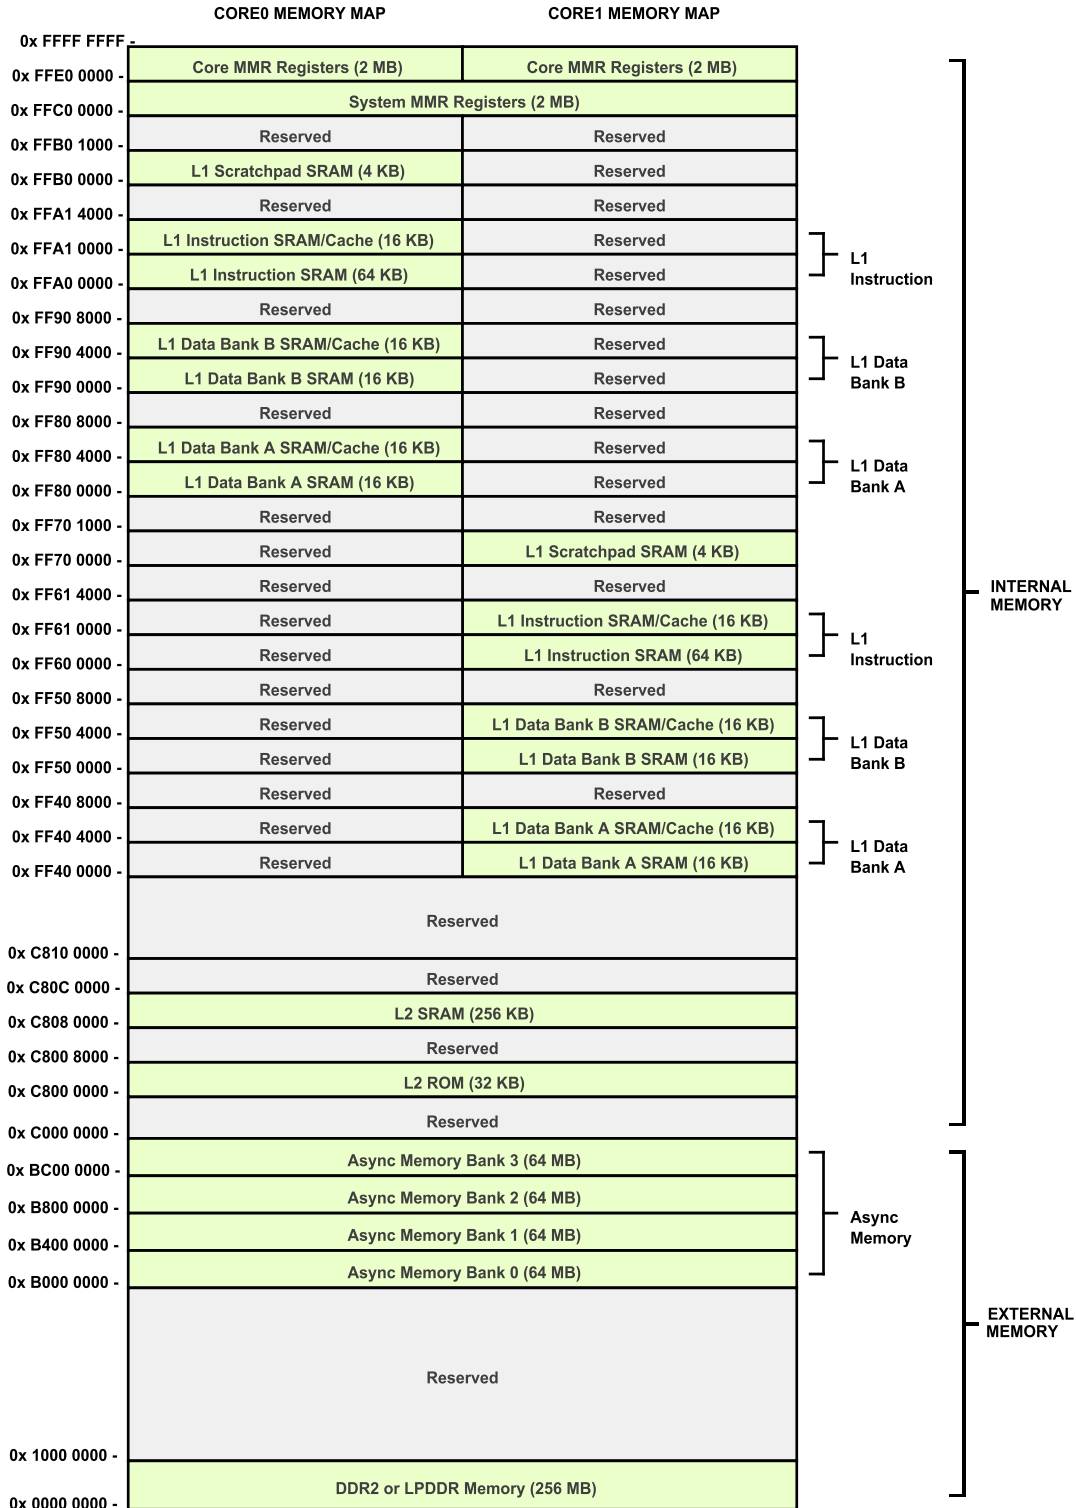 CORE0 MEMORY MAP CORE1 MEMORY MAP
0x FFFF FFFF -
Core MMR Registers (2 MB) Core MMR Registers (2 MB)
0x FFE0 0000 -
System MMR Registers (2 MB)
0x FFC0 0000 -
Reserved Reserved
0x FFB0 1000 -
L1 Scratchpad SRAM (4 KB) Reserved
0x FFB0 0000 -
Reserved Reserved
0x FFA1 4000 -
L1 Instruction SRAM/Cache (16 KB) Reserved
0x FFA1 0000 -
L1
Instruction
L1 Instruction SRAM (64 KB) Reserved
0x FFA0 0000 -
Reserved Reserved
0x FF90 8000 -
L1 Data Bank B SRAM/Cache (16 KB) Reserved
0x FF90 4000 -
L1 Data
Bank B
L1 Data Bank B SRAM (16 KB) Reserved
0x FF90 0000 -
Reserved Reserved
0x FF80 8000 -
L1 Data Bank A SRAM/Cache (16 KB) Reserved
0x FF80 4000 -
L1 Data
Bank A
L1 Data Bank A SRAM (16 KB) Reserved
0x FF80 0000 -
Reserved Reserved
0x FF70 1000 -
Reserved L1 Scratchpad SRAM (4 KB)
0x FF70 0000 -
Reserved Reserved
INTERNAL
MEMORY
0x FF61 4000 -
Reserved L1 Instruction SRAM/Cache (16 KB)
0x FF61 0000 -
L1
Instruction
Reserved L1 Instruction SRAM (64 KB)
0x FF60 0000 -
Reserved Reserved
0x FF50 8000 -
Reserved L1 Data Bank B SRAM/Cache (16 KB)
0x FF50 4000 -
L1 Data
Bank B
Reserved L1 Data Bank B SRAM (16 KB)
0x FF50 0000 -
Reserved Reserved
0x FF40 8000 -
Reserved L1 Data Bank A SRAM/Cache (16 KB)
0x FF40 4000 -
L1 Data
Bank A
Reserved L1 Data Bank A SRAM (16 KB)
0x FF40 0000 -
Reserved
0x C810 0000 -
Reserved
0x C80C 0000 -
L2 SRAM (256 KB)
0x C808 0000 -
Reserved
0x C800 8000 -
L2 ROM (32 KB)
0x C800 0000 -
Reserved
0x C000 0000 -
Async Memory Bank 3 (64 MB)
0x BC00 0000 -
Async Memory Bank 2 (64 MB)
0x B800 0000 -
Async
Memory
Async Memory Bank 1 (64 MB)
0x B400 0000 -
Async Memory Bank 0 (64 MB)
0x B000 0000 -
EXTERNAL
MEMORY
Reserved
0x 1000 0000 -
DDR2 or LPDDR Memory (256 MB)
0x 0000 0000 -